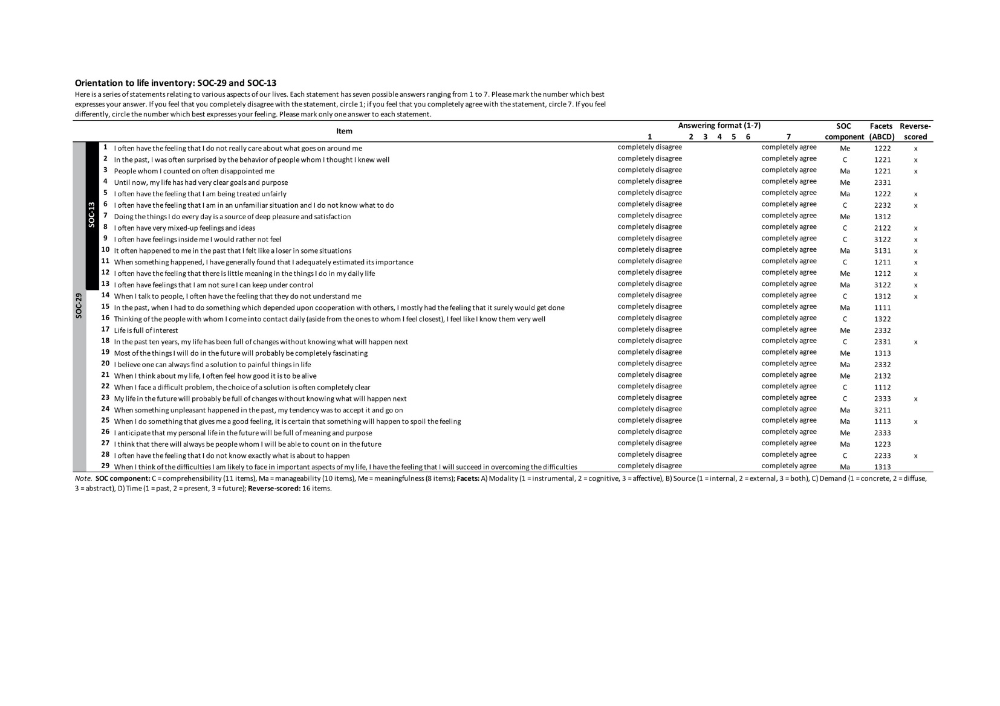 Orientation to life inventory: SOC-29 and SOC-13
Here is a series of statements relating to various aspects of our lives. Each statement has seven possible answers ranging from 1 to 7. Please mark the number which best
expresses your answer. If you feel that you completely disagree with the statement, circle 1; if you feel that you completely agree with the statement, circle 7. If you feel
differently, circle the number which best expresses your feeling. Please mark only one answer to each statement.
Item Answering format (1-7) SOC Facets Reverse-
1 2 3 4 5 6 7 component (ABCD) scored
SOC-29
SOC-13
1 I often have the feeling that I do not really care about what goes on around me completely disagree completely agree Me 1222 x
2 In the past, I was often surprised by the behavior of people whom I thought I knew well completely disagree completely agree C 1221 x
3 People whom I counted on often disappointed me completely disagree completely agree Ma 1221 x
4 Until now, my life has had very clear goals and purpose completely disagree completely agree Me 2331
5 I often have the feeling that I am being treated unfairly completely disagree completely agree Ma 1222 x
6 I often have the feeling that I am in an unfamiliar situation and I do not know what to do completely disagree completely agree C 2232 x
7 Doing the things I do every day is a source of deep pleasure and satisfaction completely disagree completely agree Me 1312
8 I often have very mixed-up feelings and ideas completely disagree completely agree C 2122 x
9 I often have feelings inside me I would rather not feel completely disagree completely agree C 3122 x
10 It often happened to me in the past that I felt like a loser in some situations completely disagree completely agree Ma 3131 x
11 When something happened, I have generally found that I adequately estimated its importance completely disagree completely agree C 1211 x
12 I often have the feeling that there is little meaning in the things I do in my daily life completely disagree completely agree Me 1212 x
13 I often have feelings that I am not sure I can keep under control completely disagree completely agree Ma 3122 x
14 When I talk to people, I often have the feeling that they do not understand me completely disagree completely agree C 1312 x
15 In the past, when I had to do something which depended upon cooperation with others, I mostly had the feeling that it surely would get done completely disagree completely agree Ma 1111
16 Thinking of the people with whom I come into contact daily (aside from the ones to whom I feel closest), I feel like I know them very well completely disagree completely agree C 1322
17 Life is full of interest completely disagree completely agree Me 2332
18 In the past ten years, my life has been full of changes without knowing what will happen next completely disagree completely agree C 2331 x
19 Most of the things I will do in the future will probably be completely fascinating completely disagree completely agree Me 1313
20 I believe one can always find a solution to painful things in life completely disagree completely agree Ma 2332
21 When I think about my life, I often feel how good it is to be alive completely disagree completely agree Me 2132
22 When I face a difficult problem, the choice of a solution is often completely clear completely disagree completely agree C 1112
23 My life in the future will probably be full of changes without knowing what will happen next completely disagree completely agree C 2333 x
24 When something unpleasant happened in the past, my tendency was to accept it and go on completely disagree completely agree Ma 3211
25 When I do something that gives me a good feeling, it is certain that something will happen to spoil the feeling completely disagree completely agree Ma 1113 x
26 I anticipate that my personal life in the future will be full of meaning and purpose completely disagree completely agree Me 2333
27 I think that there will always be people whom I will be able to count on in the future completely disagree completely agree Ma 1223
28 I often have the feeling that I do not know exactly what is about to happen completely disagree completely agree C 2233 x
29 When I think of the difficulties I am likely to face in important aspects of my life, I have the feeling that I will succeed in overcoming the difficulties completely disagree completely agree Ma 1313
Note. SOC component: C = comprehensibility (11 items), Ma = manageability (10 items), Me = meaningfulness (8 items); Facets: A) Modality (1 = instrumental, 2 = cognitive, 3 = affective), B) Source (1 = internal, 2 = external, 3 = both), C) Demand (1 = concrete, 2 = diffuse,
3 = abstract), D) Time (1 = past, 2 = present, 3 = future); Reverse-scored: 16 items.